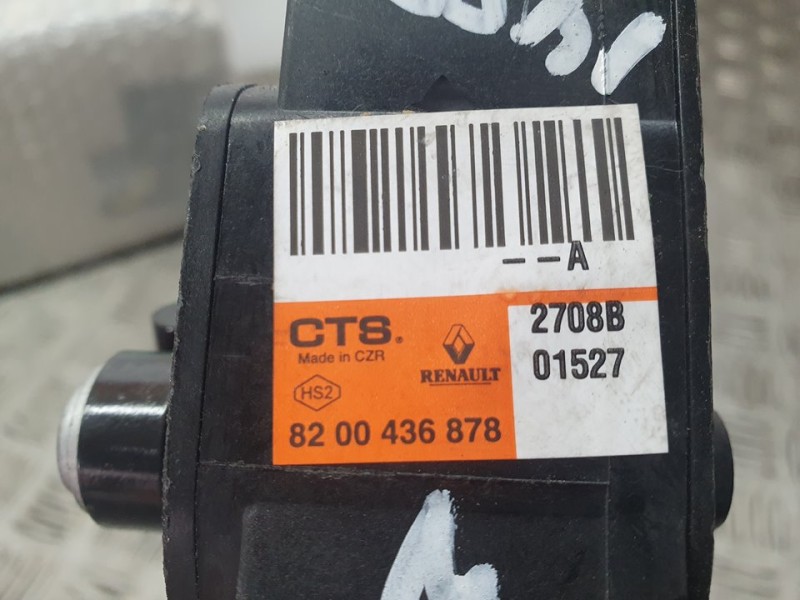 --A
CTS®
Made in CZR
RENAULT
HS2
82 00 436 878
2708B
01527